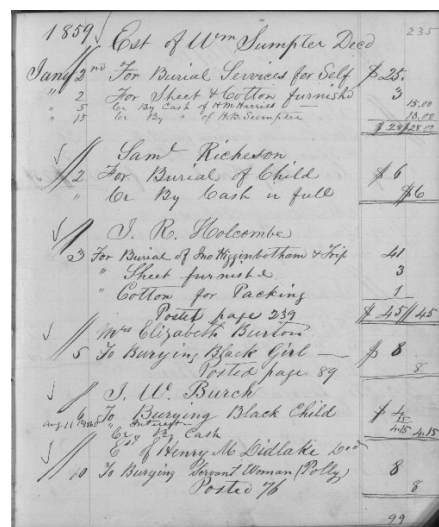 1859 Est of Wm Sumpter Decd 235
Jany 2nd For Burial Services for Self $25.
" 2 For Sheet & Cotton furnishd 3
" 5 Cr By Cash of H M Harris 15.00
" 15 Cr By " of H.B. Sumpter 13.00
$28 $28.00
Saml Richeson
" 2 For Burial of Child $6
" Cr By Cash in full $6
J. R. Holcombe
3 For Burial of Jno Higginbotham & Trip 41
" Sheet furnished 3
" Cotton for Packing 1
Posted page 239 $45 $45
Mrs Elizabeth Burton
5 To Burying Black Girl — $8
Posted page 89 8
J. W. Burch
6 To Burying Black Child $4
" Interest 15
Cr By Cash 4.15 4.15
Est of Henry M Didlake Decd
10 To Burying Servant Woman (Polly) 8
Posted 76 8
99